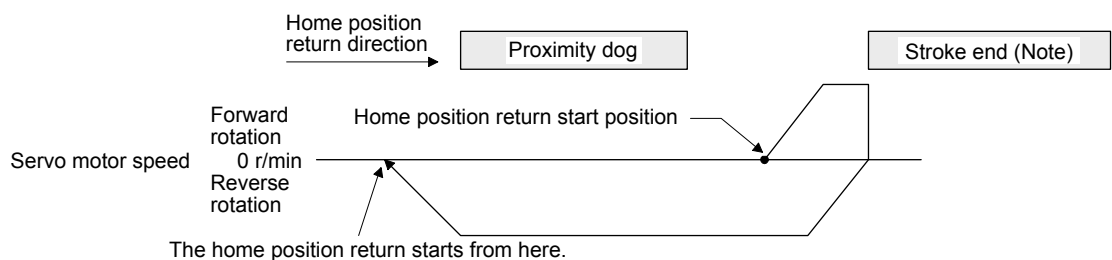 Home position
return direction
Proximity dog
Stroke end (Note)
Forward
rotation
Home position return start position
Servo motor speed
0 r/min
Reverse
rotation
The home position return starts from here.